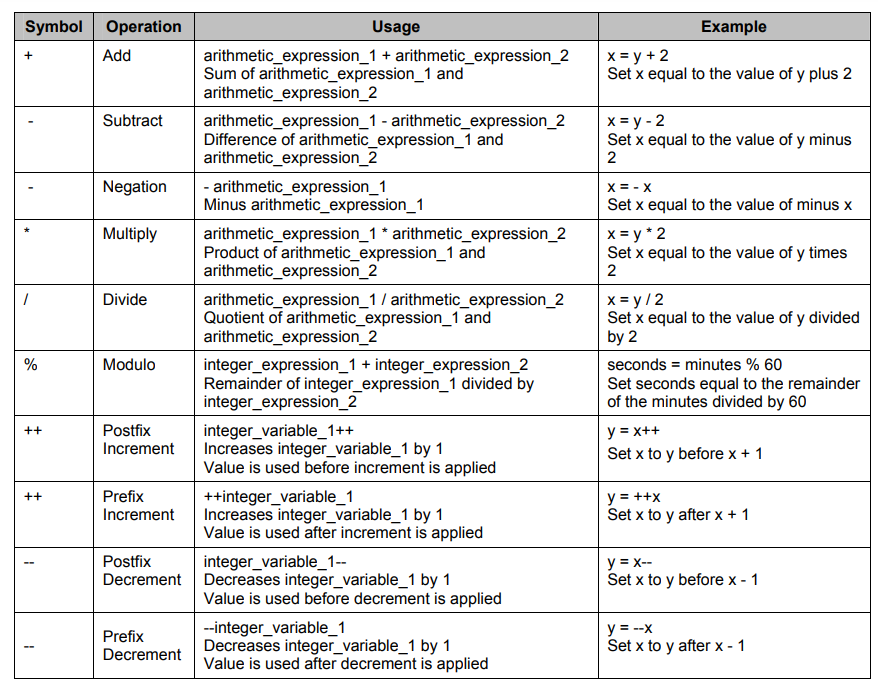 Symbol Operation Usage Example
+ Add arithmetic_expression_1 + arithmetic_expression_2 x = y + 2
Sum of arithmetic_expression_1 and Set x equal to the value of y plus 2
arithmetic_expression_2
- Subtract arithmetic_expression_1 - arithmetic_expression_2 x = y - 2
Difference of arithmetic_expression_1 and Set x equal to the value of y minus
arithmetic_expression_2 2
- Negation - arithmetic_expression_1 x = - x
Minus arithmetic_expression_1 Set x equal to the value of minus x
* Multiply arithmetic_expression_1 * arithmetic_expression_2 x = y * 2
Product of arithmetic_expression_1 and Set x equal to the value of y times
arithmetic_expression_2 2
/ Divide arithmetic_expression_1 / arithmetic_expression_2 x = y / 2
Quotient of arithmetic_expression_1 and Set x equal to the value of y divided
arithmetic_expression_2 by 2
% Modulo integer_expression_1 + integer_expression_2 seconds = minutes % 60
Remainder of integer_expression_1 divided by Set seconds equal to the remainder
integer_expression_2 of the minutes divided by 60
++ Postfix integer_variable_1++ y = x++
Increment Increases integer_variable_1 by 1 Set x to y before x + 1
Value is used before increment is applied
++ Prefix ++integer_variable_1 y = ++x
Increment Increases integer_variable_1 by 1 Set x to y after x + 1
Value is used after increment is applied
-- Postfix integer_variable_1-- y = x--
Decrement Decreases integer_variable_1 by 1 Set x to y before x - 1
Value is used before decrement is applied
-- Prefix --integer_variable_1 y = --x
Decrement Decreases integer_variable_1 by 1 Set x to y after x - 1
Value is used after decrement is applied